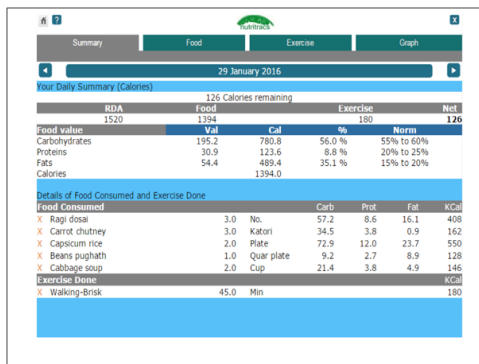 nutritracs
Summary Food Exercise Graph
29 January 2016
Your Daily Summary (Calories)
126 Calories remaining
RDA Food Exercise Net
1520 1394 180 126
Food value Val Cal % Norm
Carbohydrates 195.2 780.8 56.0 % 55% to 60%
Proteins 30.9 123.6 8.8 % 20% to 25%
Fats 54.4 489.4 35.1 % 15% to 20%
Calories 1394.0
Details of Food Consumed and Exercise Done
Food Consumed Carb Prot Fat KCal
X Ragi dosai 3.0 No. 57.2 8.6 16.1 408
X Carrot chutney 3.0 Katori 34.5 3.8 0.9 162
X Capsicum rice 2.0 Plate 72.9 12.0 23.7 550
X Beans pughath 1.0 Quar plate 9.2 2.7 8.9 128
X Cabbage soup 2.0 Cup 21.4 3.8 4.9 146
Exercise Done KCal
X Walking-Brisk 45.0 Min 180